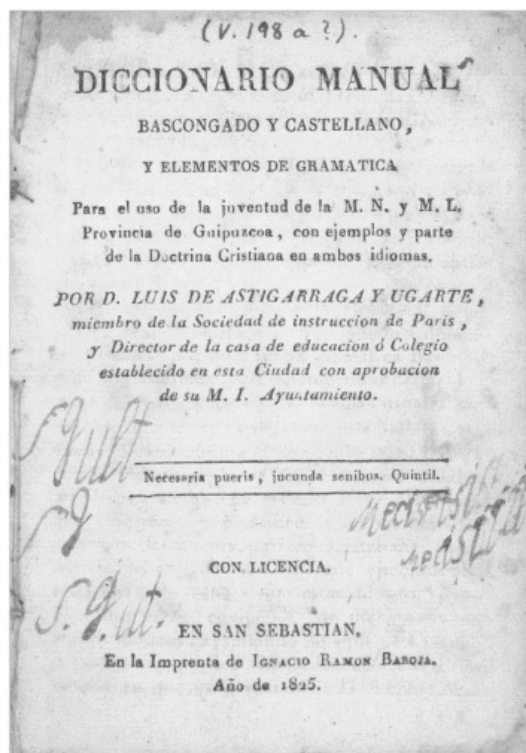 (V. 198 a ?).
DICCIONARIO MANUAL
BASCONGADO Y CASTELLANO,
Y ELEMENTOS DE GRAMATICA
Para el uso de la juventud de la M. N. y M. L.
Provincia de Guipuzcoa, con ejemplos y parte
de la Doctrina Cristiana en ambos idiomas.
POR D. LUIS DE ASTIGARRAGA Y UGARTE,
miembro de la Sociedad de instruccion de Paris,
y Director de la casa de educacion ó Colegio
establecido en esta Ciudad con aprobacion
de su M. I. Ayuntamiento.
Necesaria pueris, jucunda senibus. Quintil.
CON LICENCIA.
EN SAN SEBASTIAN,
En la Imprenta de IGNACIO RAMON BAROJA.
Año de 1825.